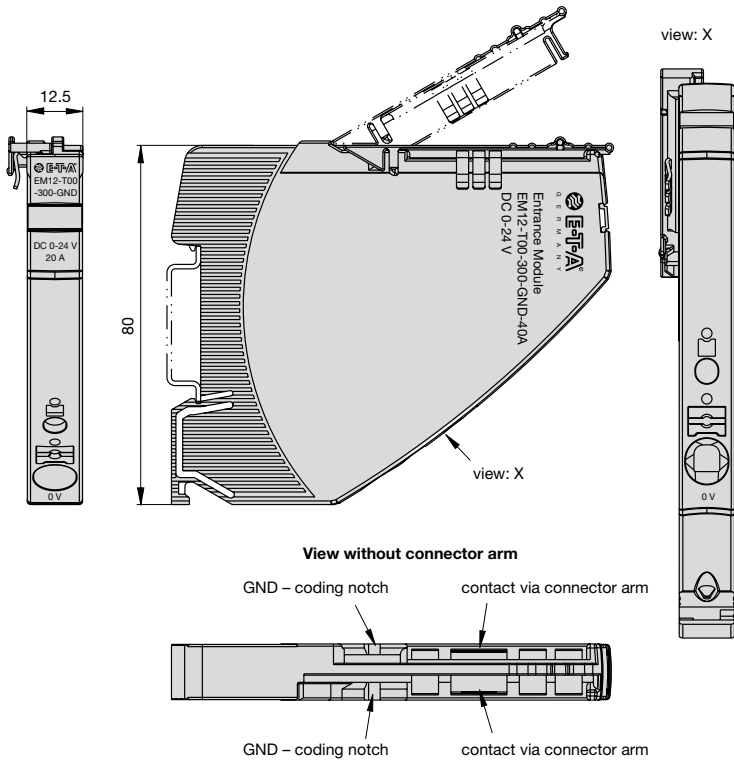 view: X
12.5
E-T-A
EM12-T00
-300-GND
DC 0-24 V
20 A
0 V
80
E-T-A®
GERMANY
Entrance Module
EM12-T00-300-GND-40A
DC 0-24 V
view: X
0 V
View without connector arm
GND – coding notch
contact via connector arm
GND – coding notch
contact via connector arm